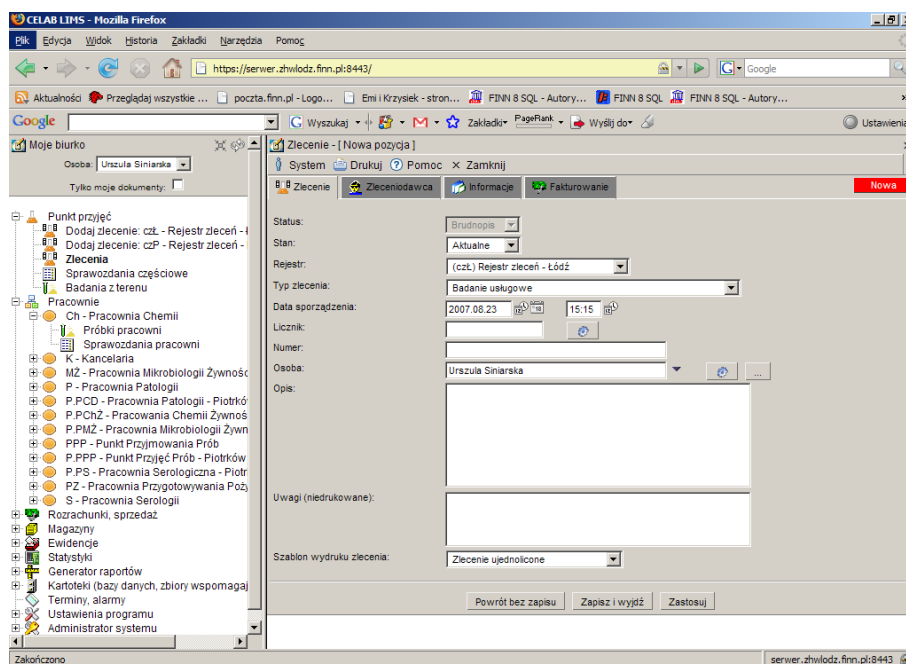 CELAB LIMS - Mozilla Firefox
Plik Edycja Widok Historia Zakładki Narzędzia Pomoc
https://serwer.zhwlodz.finn.pl:8443/
Google
Aktualności Przeglądaj wszystkie ... poczta.finn.pl - Logo... Emi i Krzysiek - stron... FINN 8 SQL - Autory... FINN 8 SQL FINN 8 SQL - Autory...
Google Wyszukaj Zakładki PageRank Wyślij do Ustawienia
Moje biurko
Osoba: Urszula Siniarska
Tylko moje dokumenty:
Punkt przyjęć
Dodaj zlecenie: czŁ - Rejestr zleceń -
Dodaj zlecenie: czP - Rejestr zleceń -
Zlecenia
Sprawozdania częściowe
Badania z terenu
Pracownie
Ch - Pracownia Chemii
Próbki pracowni
Sprawozdania pracowni
K - Kancelaria
MŻ - Pracownia Mikrobiologii Żywnośc
P - Pracownia Patologii
P.PCD - Pracownia Patologii - Piotrkó
P.PChŻ - Pracowania Chemii Żywnoś
P.PMŻ - Pracownia Mikrobiologii Żywn
PPP - Punkt Przyjmowania Prób
P.PPP - Punkt Przyjęć Prób - Piotrków
P.PS - Pracownia Serologiczna - Piotr
PZ - Pracownia Przygotowywania Poży
S - Pracownia Serologii
Rozrachunki, sprzedaż
Magazyny
Ewidencje
Statystyki
Generator raportów
Kartoteki (bazy danych, zbiory wspomagaj
Terminy, alarmy
Ustawienia programu
Administrator systemu
Zlecenie - [ Nowa pozycja ]
System Drukuj Pomoc Zamknij
Zlecenie Zleceniodawca Informacje Fakturowanie Nowa
Status: Brudnopis
Stan: Aktualne
Rejestr: (czŁ) Rejestr zleceń - Łódź
Typ zlecenia: Badanie usługowe
Data sporządzenia: 2007.08.23 15:15
Licznik:
Numer:
Osoba: Urszula Siniarska ...
Opis:
Uwagi (niedrukowane):
Szablon wydruku zlecenia: Zlecenie ujednolicone
Powrót bez zapisu Zapisz i wyjdź Zastosuj
Zakończono serwer.zhwlodz.finn.pl:8443